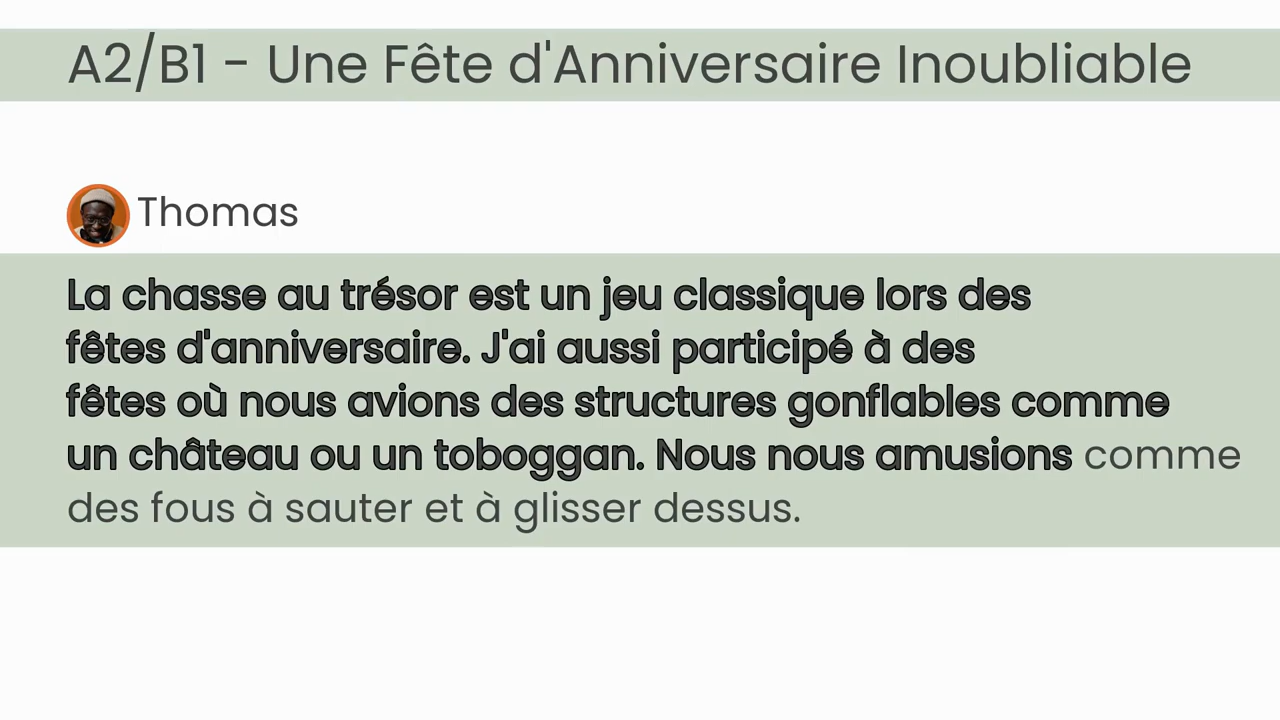 A2/B1 - Une Fête d'Anniversaire Inoubliable
Thomas
La chasse au trésor est un jeu classique lors des
fêtes d'anniversaire. J'ai aussi participé à des
fêtes où nous avions des structures gonflables comme
un château ou un toboggan. Nous nous amusions comme
des fous à sauter et à glisser dessus.